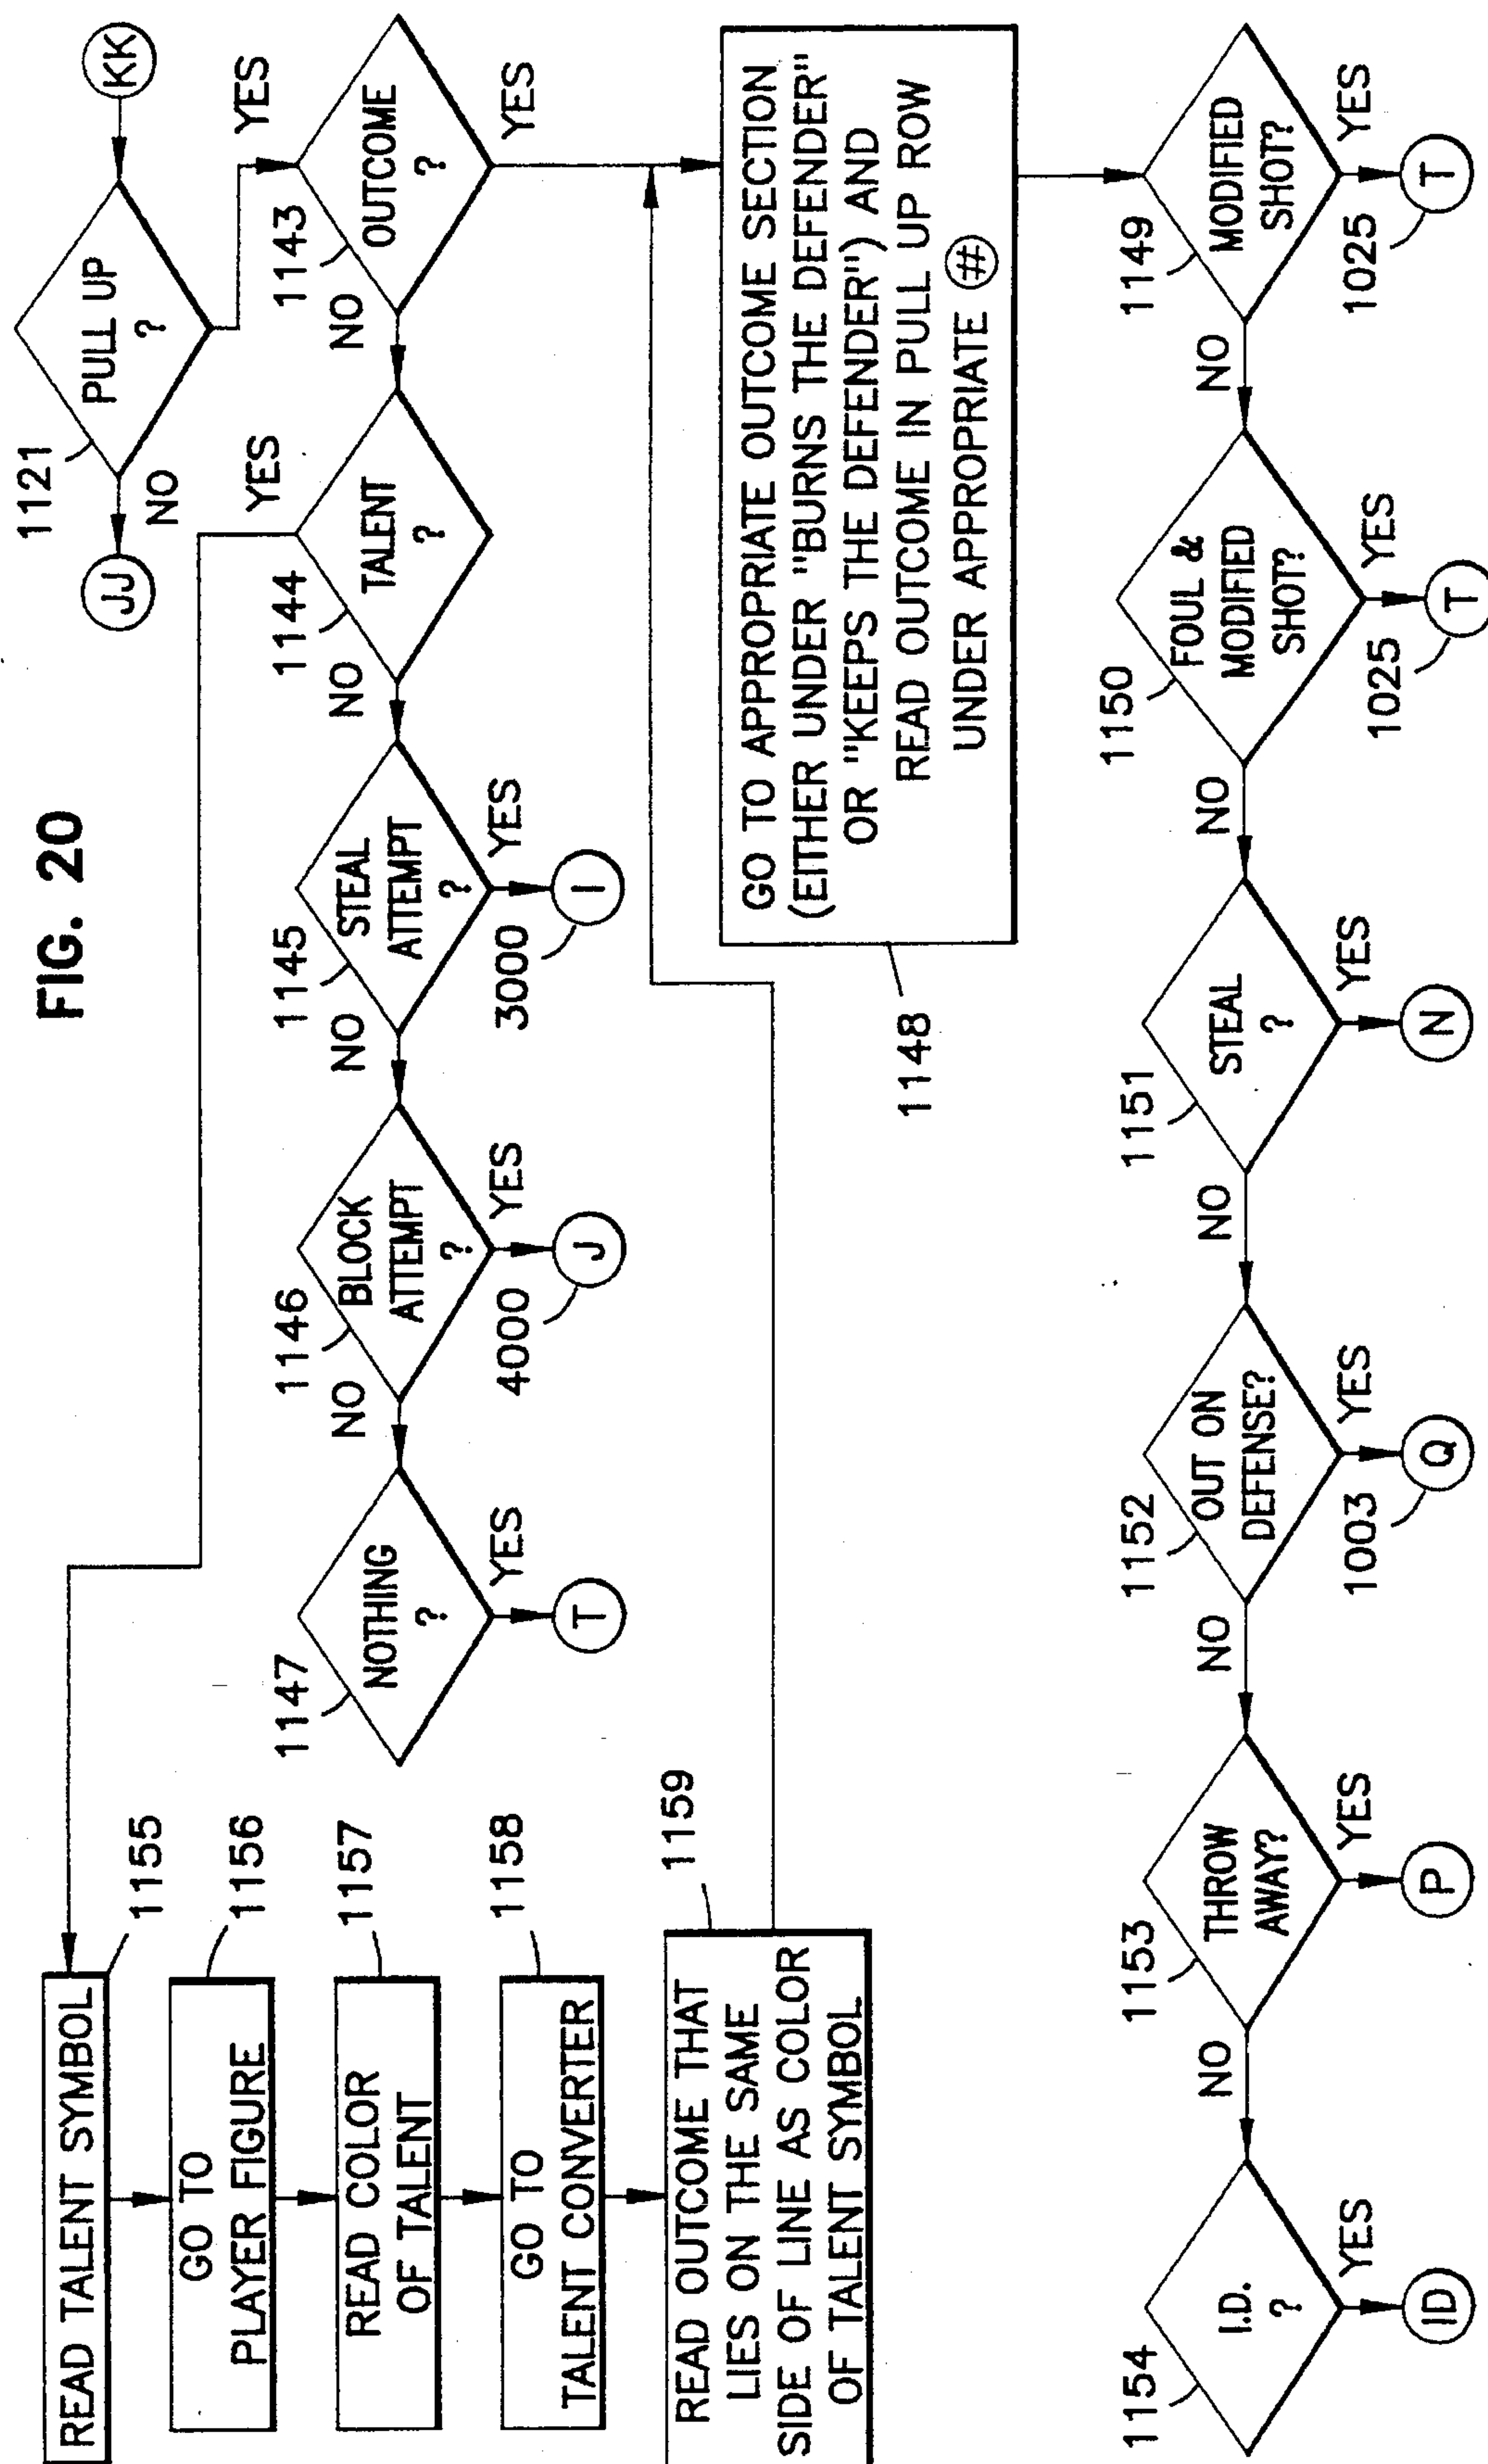 FIG. 20
KK
PULL UP
?
1121
NO
JJ
YES
OUTCOME
?
1143
YES
NO
TALENT
?
1144
YES
NO
STEAL
ATTEMPT
?
1145
YES
3000
I
NO
BLOCK
ATTEMPT
?
1146
YES
4000
J
NO
NOTHING
?
1147
YES
T
READ TALENT SYMBOL
1155
GO TO
PLAYER FIGURE
1156
READ COLOR
OF TALENT
1157
GO TO
TALENT CONVERTER
1158
READ OUTCOME THAT
LIES ON THE SAME
SIDE OF LINE AS COLOR
OF TALENT SYMBOL
1159
GO TO APPROPRIATE OUTCOME SECTION
(EITHER UNDER "BURNS THE DEFENDER"
OR "KEEPS THE DEFENDER") AND
READ OUTCOME IN PULL UP ROW
UNDER APPROPRIATE #
1148
MODIFIED
SHOT?
1149
YES
1025
T
NO
FOUL &
MODIFIED
SHOT?
1150
YES
1025
T
NO
STEAL
?
1151
YES
N
NO
OUT ON
DEFENSE?
1152
YES
1003
Q
NO
THROW
AWAY?
1153
YES
P
NO
I.D.
?
1154
YES
ID